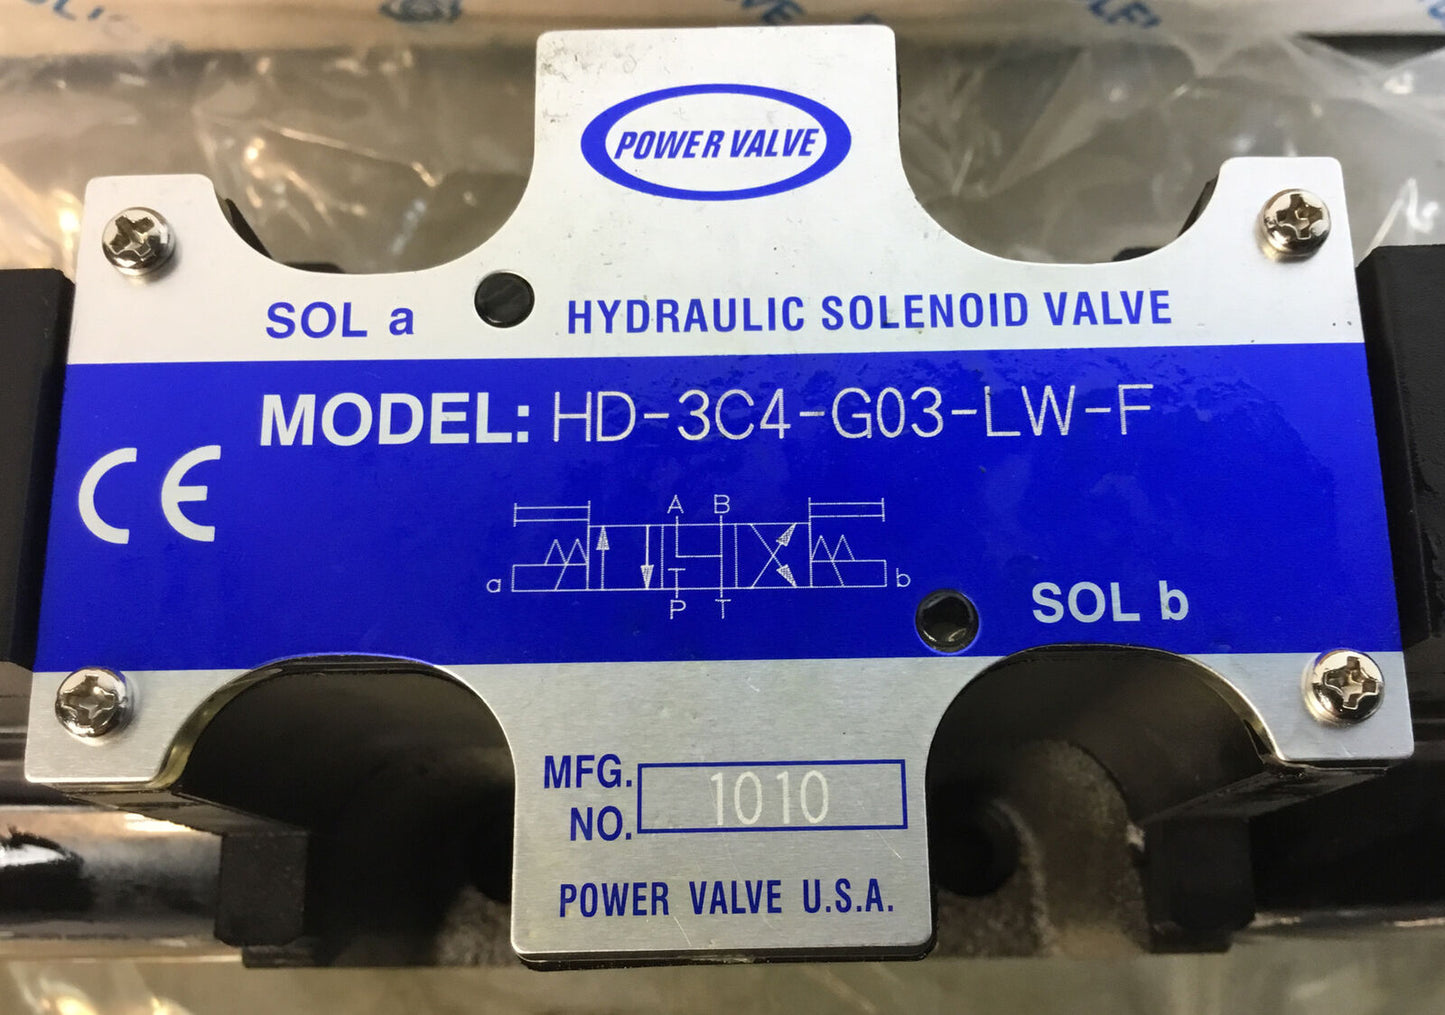 POWER VALVE
SOL a
HYDRAULIC SOLENOID VALVE
MODEL: HD-3C4-G03-LW-F
CE
A B
a
b
P T
SOL b
MFG. NO. 1010
POWER VALVE U.S.A.